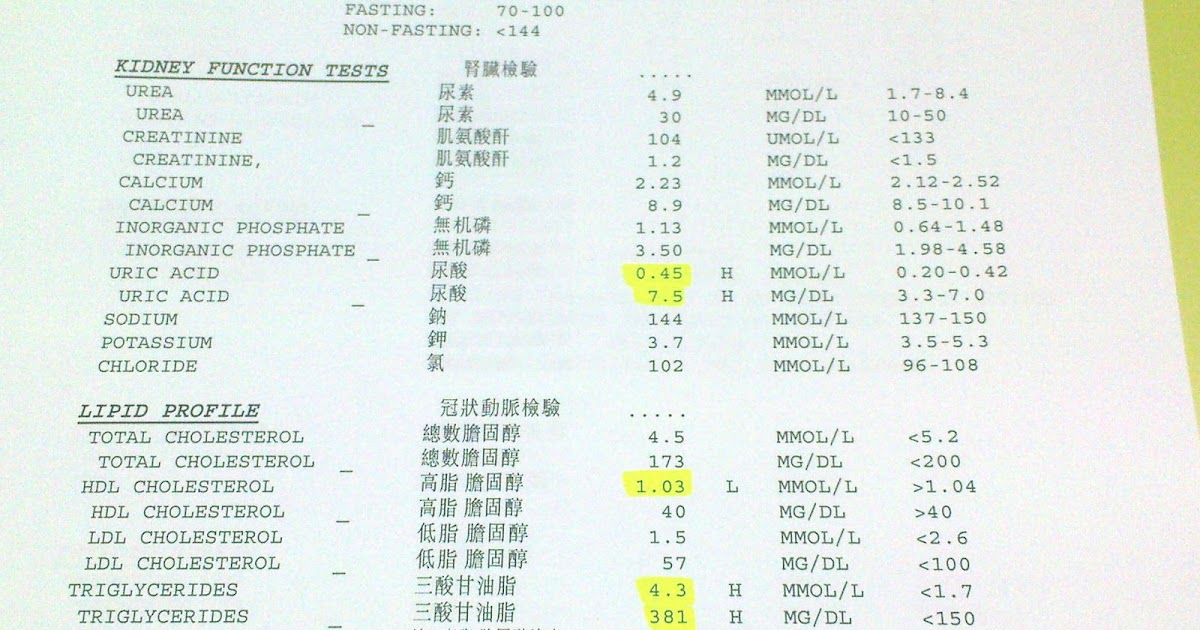 FASTING: 70-100
NON-FASTING: <144
KIDNEY FUNCTION TESTS 腎臟檢驗 .....
UREA 尿素 4.9 MMOL/L 1.7-8.4
UREA _ 尿素 30 MG/DL 10-50
CREATININE 肌氨酸酐 104 UMOL/L <133
CREATININE, 肌氨酸酐 1.2 MG/DL <1.5
CALCIUM 鈣 2.23 MMOL/L 2.12-2.52
CALCIUM _ 鈣 8.9 MG/DL 8.5-10.1
INORGANIC PHOSPHATE 無机磷 1.13 MMOL/L 0.64-1.48
INORGANIC PHOSPHATE _ 無机磷 3.50 MG/DL 1.98-4.58
URIC ACID 尿酸 0.45 H MMOL/L 0.20-0.42
URIC ACID _ 尿酸 7.5 H MG/DL 3.3-7.0
SODIUM 鈉 144 MMOL/L 137-150
POTASSIUM 鉀 3.7 MMOL/L 3.5-5.3
CHLORIDE 氯 102 MMOL/L 96-108
LIPID PROFILE 冠狀動脈檢驗 .....
TOTAL CHOLESTEROL 總數膽固醇 4.5 MMOL/L <5.2
TOTAL CHOLESTEROL _ 總數膽固醇 173 MG/DL <200
HDL CHOLESTEROL 高脂 膽固醇 1.03 L MMOL/L >1.04
HDL CHOLESTEROL _ 高脂 膽固醇 40 MG/DL >40
LDL CHOLESTEROL 低脂 膽固醇 1.5 MMOL/L <2.6
LDL CHOLESTEROL _ 低脂 膽固醇 57 MG/DL <100
TRIGLYCERIDES 三酸甘油脂 4.3 H MMOL/L <1.7
TRIGLYCERIDES _ 三酸甘油脂 381 H MG/DL <150